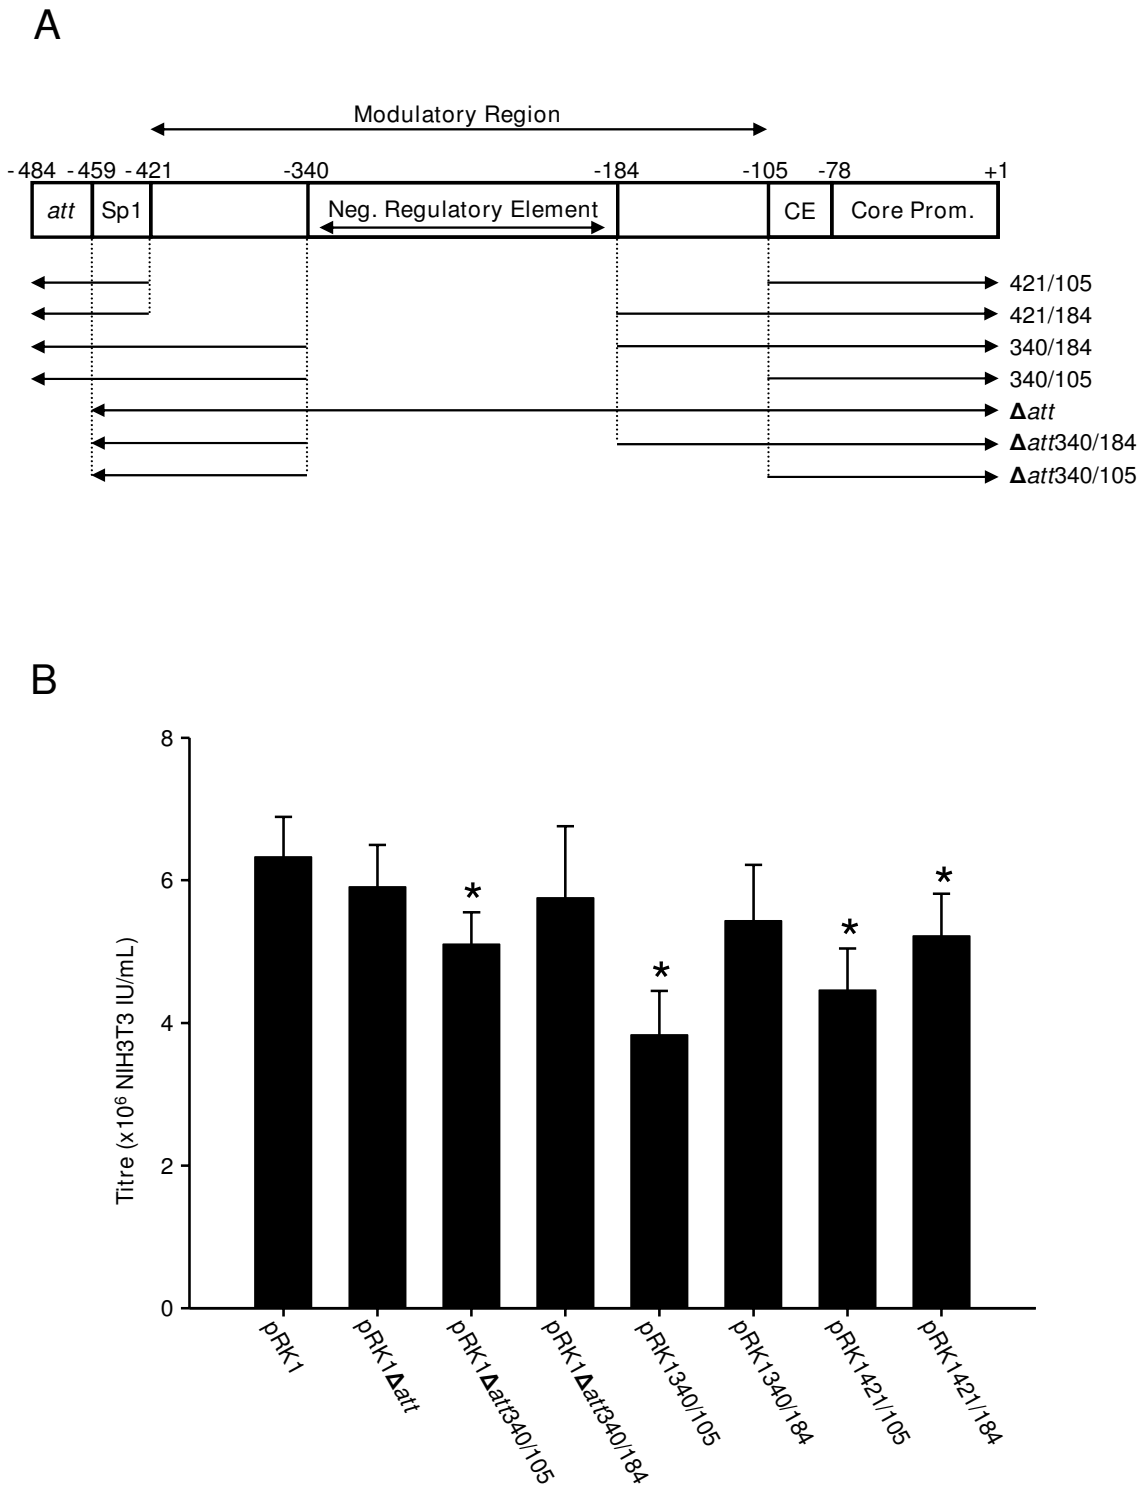 A
Modulatory Region
-484 -459 -421 -340 -184 -105 -78 +1
att Sp1 Neg. Regulatory Element CE Core Prom.
421/105
421/184
340/184
340/105
Δatt
Δatt340/184
Δatt340/105
B
8
6
4
2
0
Titre (x10⁶ NIH3T3 IU/mL)
* * * *
pRK1
pRK1Δatt
pRK1Δatt340/105
pRK1Δatt340/184
pRK1340/105
pRK1340/184
pRK1421/105
pRK1421/184